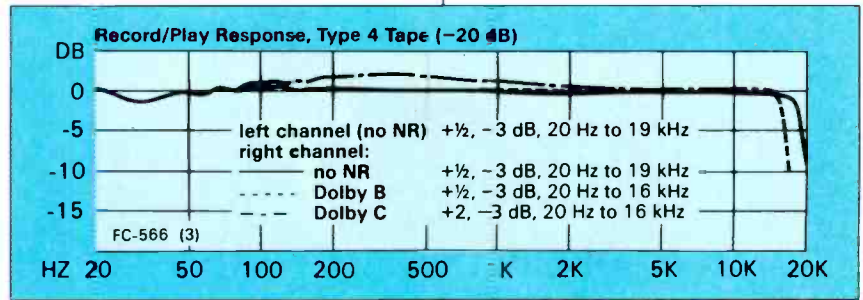 Record/Play Response, Type 4 Tape (−20 dB)
DB
0
-5
-10
-15
left channel (no NR) +½, −3 dB, 20 Hz to 19 kHz
right channel:
no NR +½, −3 dB, 20 Hz to 19 kHz
Dolby B +½, −3 dB, 20 Hz to 16 kHz
Dolby C +2, −3 dB, 20 Hz to 16 kHz
FC-566 (3)
HZ 20 50 100 200 500 K 2K 5K 10K 20K